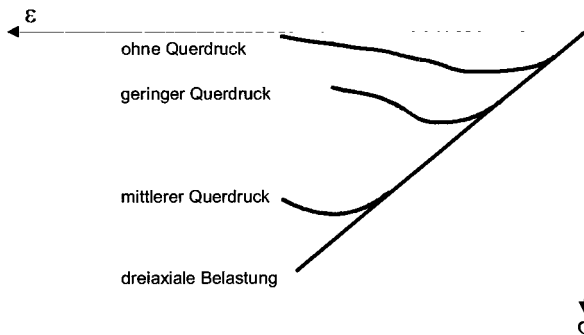 ε
ohne Querdruck
geringer Querdruck
mittlerer Querdruck
dreiaxiale Belastung